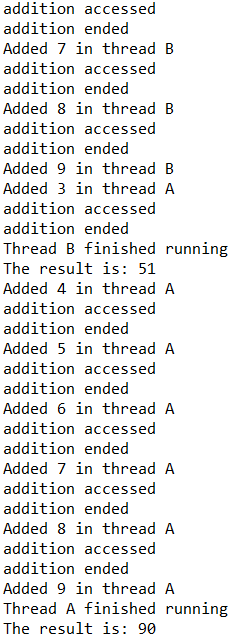 addition accessed
addition ended
Added 7 in thread B
addition accessed
addition ended
Added 8 in thread B
addition accessed
addition ended
Added 9 in thread B
Added 3 in thread A
addition accessed
addition ended
Thread B finished running
The result is: 51
Added 4 in thread A
addition accessed
addition ended
Added 5 in thread A
addition accessed
addition ended
Added 6 in thread A
addition accessed
addition ended
Added 7 in thread A
addition accessed
addition ended
Added 8 in thread A
addition accessed
addition ended
Added 9 in thread A
Thread A finished running
The result is: 90